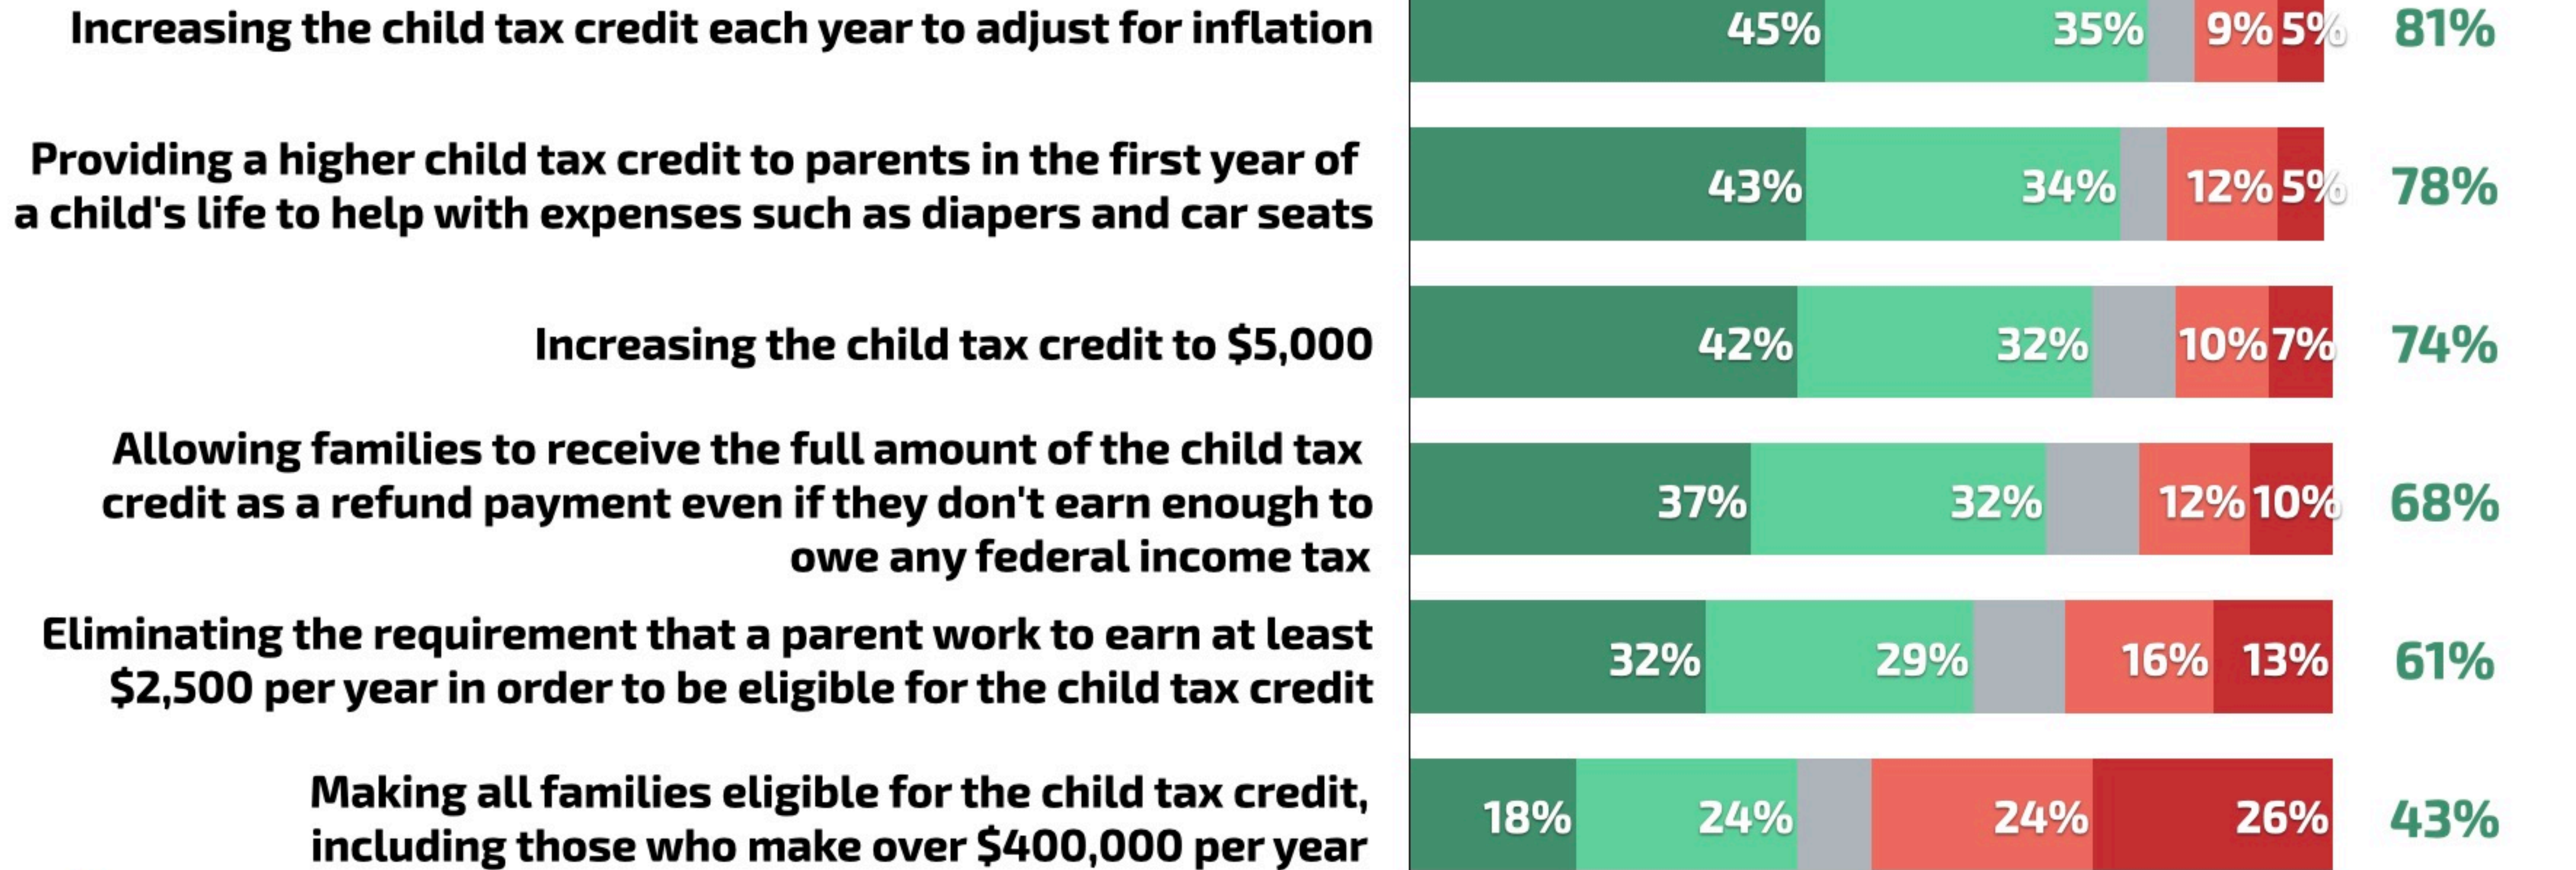 Increasing the child tax credit each year to adjust for inflation
45% 35% 9% 5% 81%
Providing a higher child tax credit to parents in the first year of
a child's life to help with expenses such as diapers and car seats
43% 34% 12% 5% 78%
Increasing the child tax credit to $5,000
42% 32% 10% 7% 74%
Allowing families to receive the full amount of the child tax
credit as a refund payment even if they don't earn enough to
owe any federal income tax
37% 32% 12% 10% 68%
Eliminating the requirement that a parent work to earn at least
$2,500 per year in order to be eligible for the child tax credit
32% 29% 16% 13% 61%
Making all families eligible for the child tax credit,
including those who make over $400,000 per year
18% 24% 24% 26% 43%